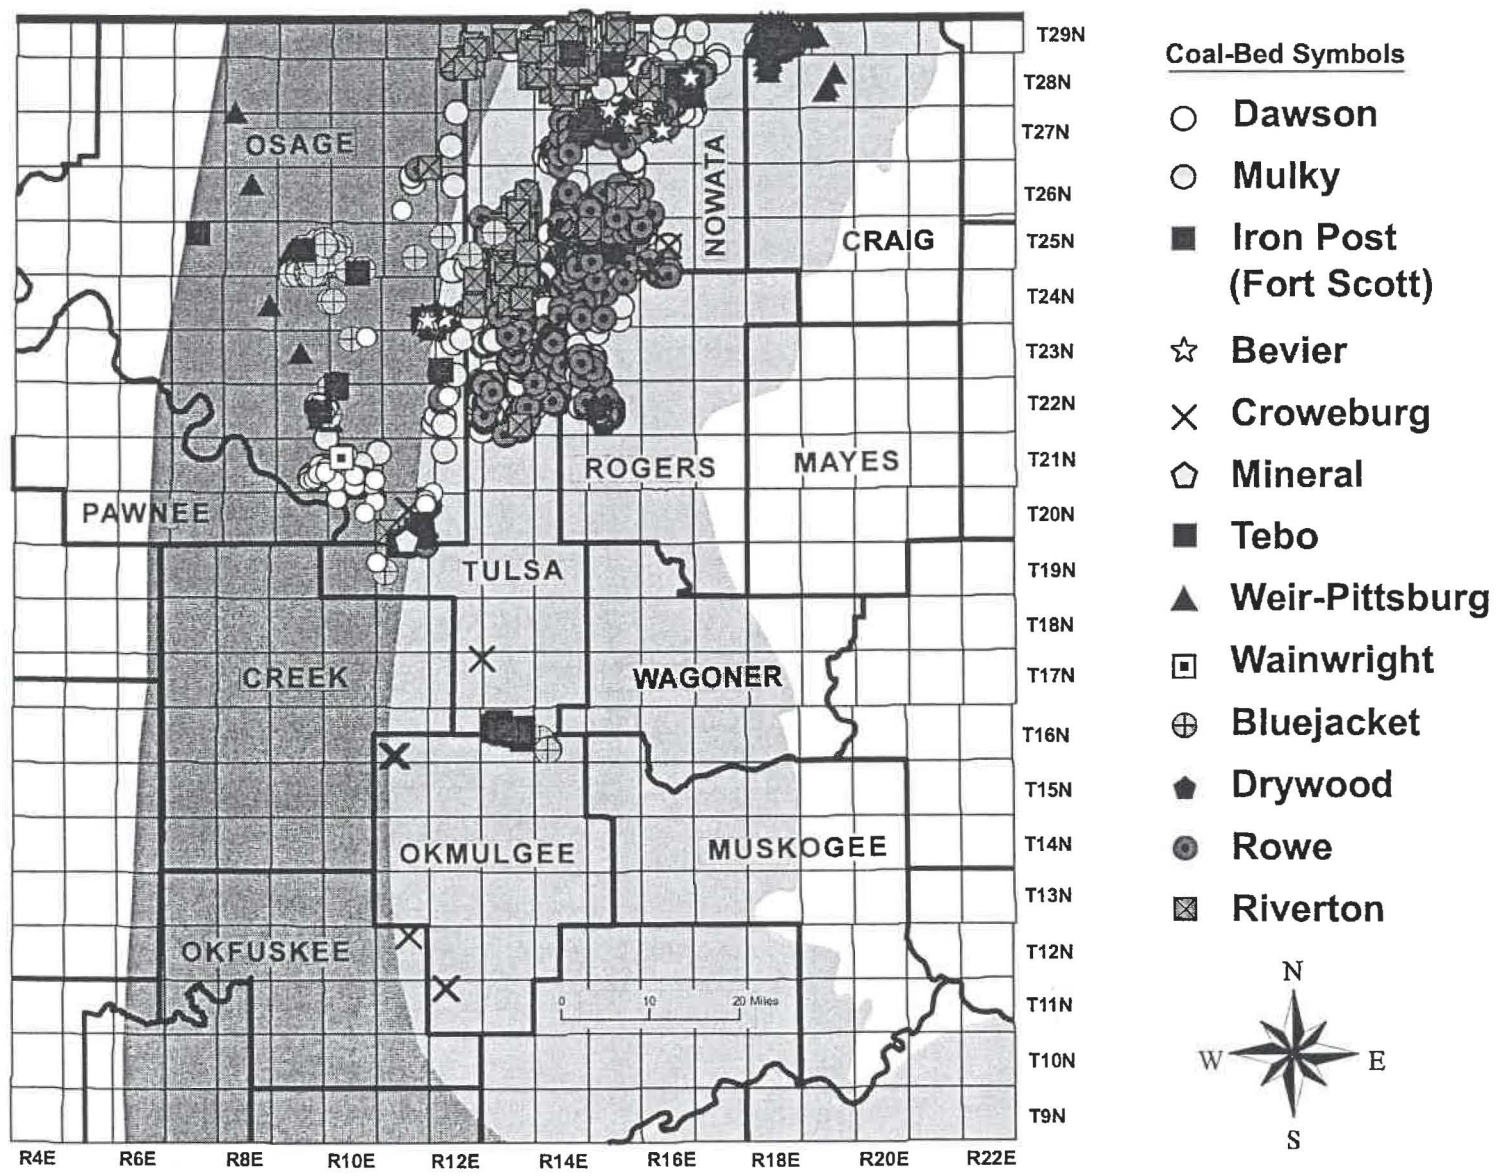 T29N
T28N
T27N
T26N
T25N
T24N
T23N
T22N
T21N
T20N
T19N
T18N
T17N
T16N
T15N
T14N
T13N
T12N
T11N
T10N
T9N
OSAGE
NOWATA
CRAIG
ROGERS
MAYES
PAWNEE
TULSA
CREEK
WAGONER
OKMULGEE
MUSKOGEE
OKFUSKEE
0 10 20 Miles
R4E R6E R8E R10E R12E R14E R16E R18E R20E R22E
Coal-Bed Symbols
Dawson
Mulky
Iron Post
(Fort Scott)
Bevier
Croweburg
Mineral
Tebo
Weir-Pittsburg
Wainwright
Bluejacket
Drywood
Rowe
Riverton
N
W E
S